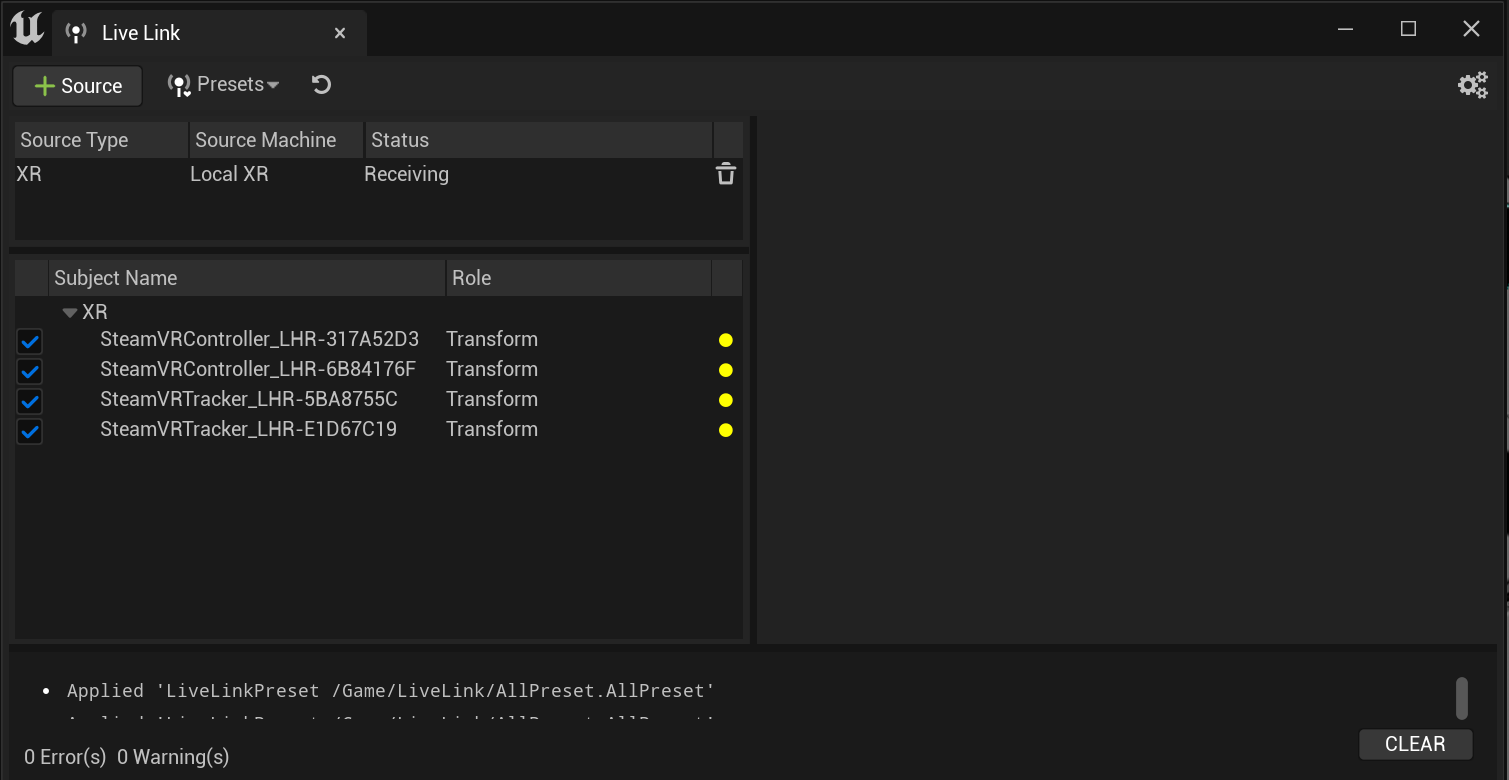 Live Link
Source Presets
Source Type Source Machine Status
XR Local XR Receiving
Subject Name Role
XR
SteamVRController_LHR-317A52D3 Transform
SteamVRController_LHR-6B84176F Transform
SteamVRTracker_LHR-5BA8755C Transform
SteamVRTracker_LHR-E1D67C19 Transform
Applied 'LiveLinkPreset /Game/LiveLink/AllPreset.AllPreset'
CLEAR
0 Error(s) 0 Warning(s)